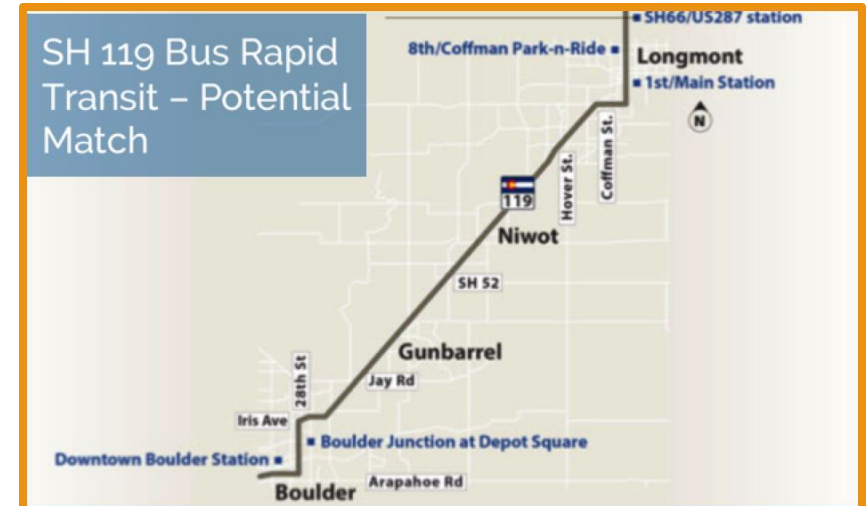 SH 119 Bus Rapid
Transit – Potential
Match
SH66/US287 station
8th/Coffman Park-n-Ride
Longmont
1st/Main Station
N
Coffman St.
Hover St.
119
Niwot
SH 52
Gunbarrel
28th St
Jay Rd
Iris Ave
Boulder Junction at Depot Square
Downtown Boulder Station
Arapahoe Rd
Boulder